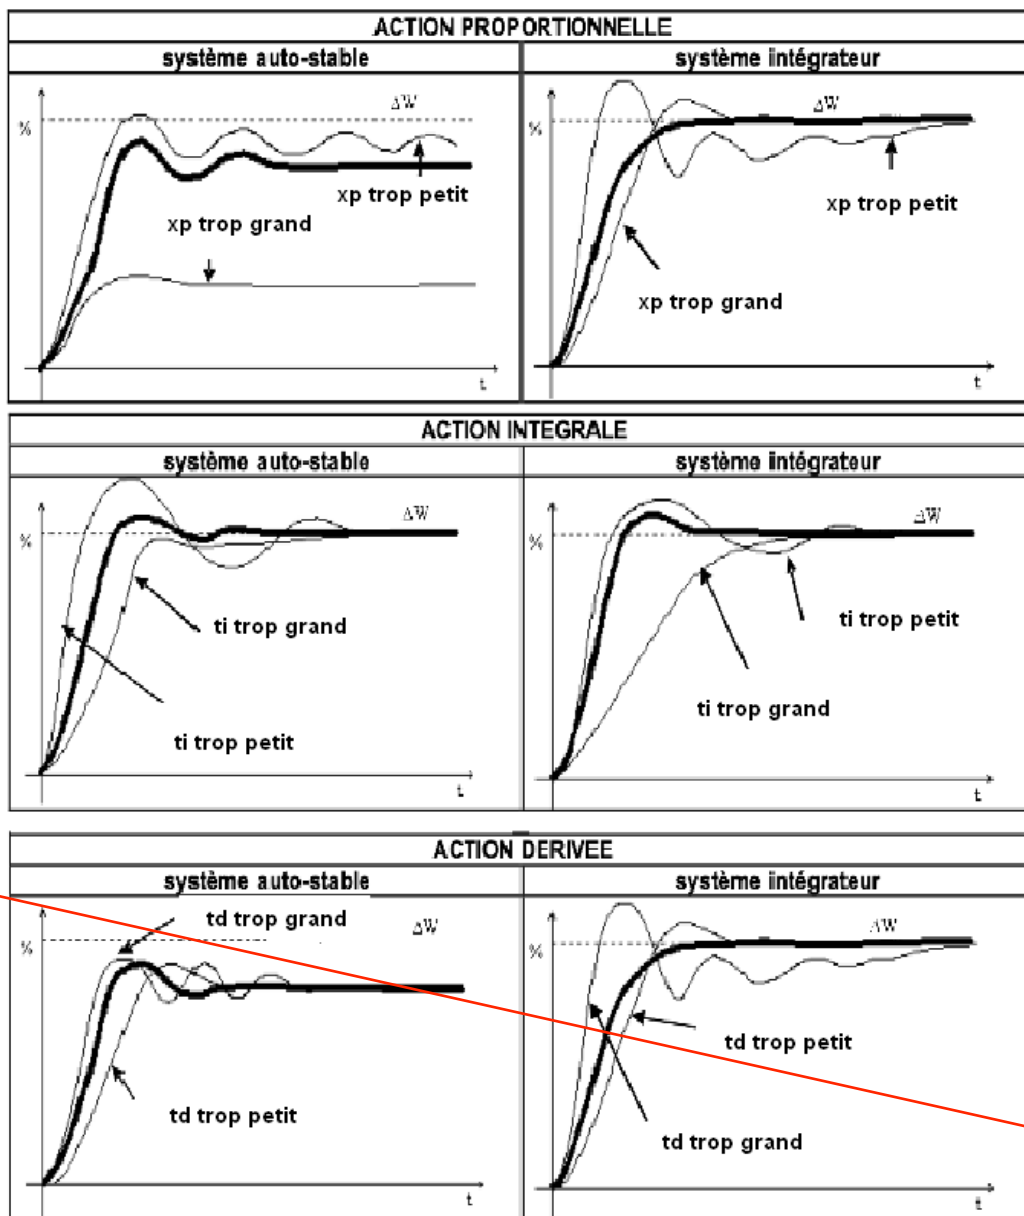 ACTION PROPORTIONNELLE
système auto-stable
système intégrateur
%
ΔW
xp trop petit
xp trop grand
t
%
ΔW
xp trop petit
xp trop grand
t
ACTION INTEGRALE
système auto-stable
système intégrateur
%
ΔW
ti trop grand
ti trop petit
t
%
ΔW
ti trop petit
ti trop grand
t
ACTION DERIVEE
système auto-stable
système intégrateur
td trop grand
ΔW
%
td trop petit
t
ΔW
%
td trop petit
td trop grand
t